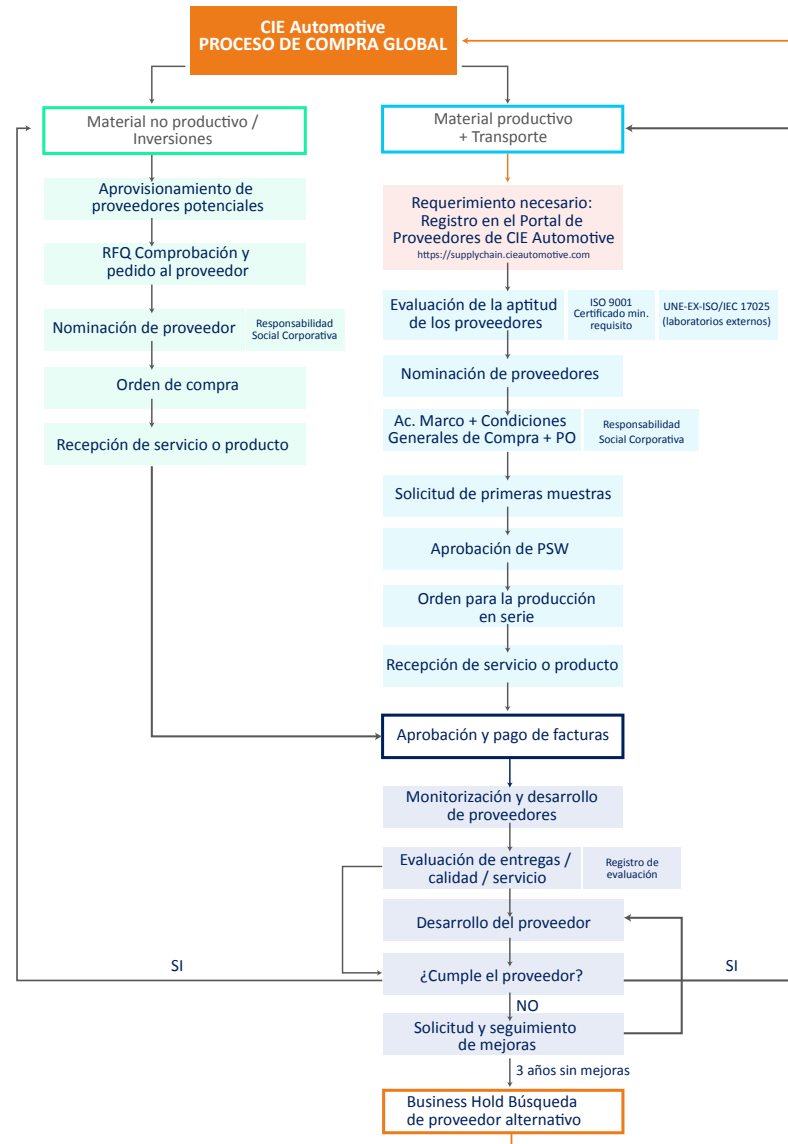 CIE Automotive
PROCESO DE COMPRA GLOBAL
Material no productivo /
Inversiones
Material productivo
+ Transporte
Aprovisionamiento de
proveedores potenciales
RFQ Comprobación y
pedido al proveedor
Nominación de proveedor
Responsabilidad
Social Corporativa
Orden de compra
Recepción de servicio o producto
Requerimiento necesario:
Registro en el Portal de
Proveedores de CIE Automotive
https://supplychain.cieautomotive.com
Evaluación de la aptitud
de los proveedores
ISO 9001
Certificado min.
requisito
UNE-EX-ISO/IEC 17025
(laboratorios externos)
Nominación de proveedores
Ac. Marco + Condiciones
Generales de Compra + PO
Responsabilidad
Social Corporativa
Solicitud de primeras muestras
Aprobación de PSW
Orden para la producción
en serie
Recepción de servicio o producto
Aprobación y pago de facturas
Monitorización y desarrollo
de proveedores
Evaluación de entregas /
calidad / servicio
Registro de
evaluación
Desarrollo del proveedor
SI
¿Cumple el proveedor?
SI
NO
Solicitud y seguimiento
de mejoras
3 años sin mejoras
Business Hold Búsqueda
de proveedor alternativo